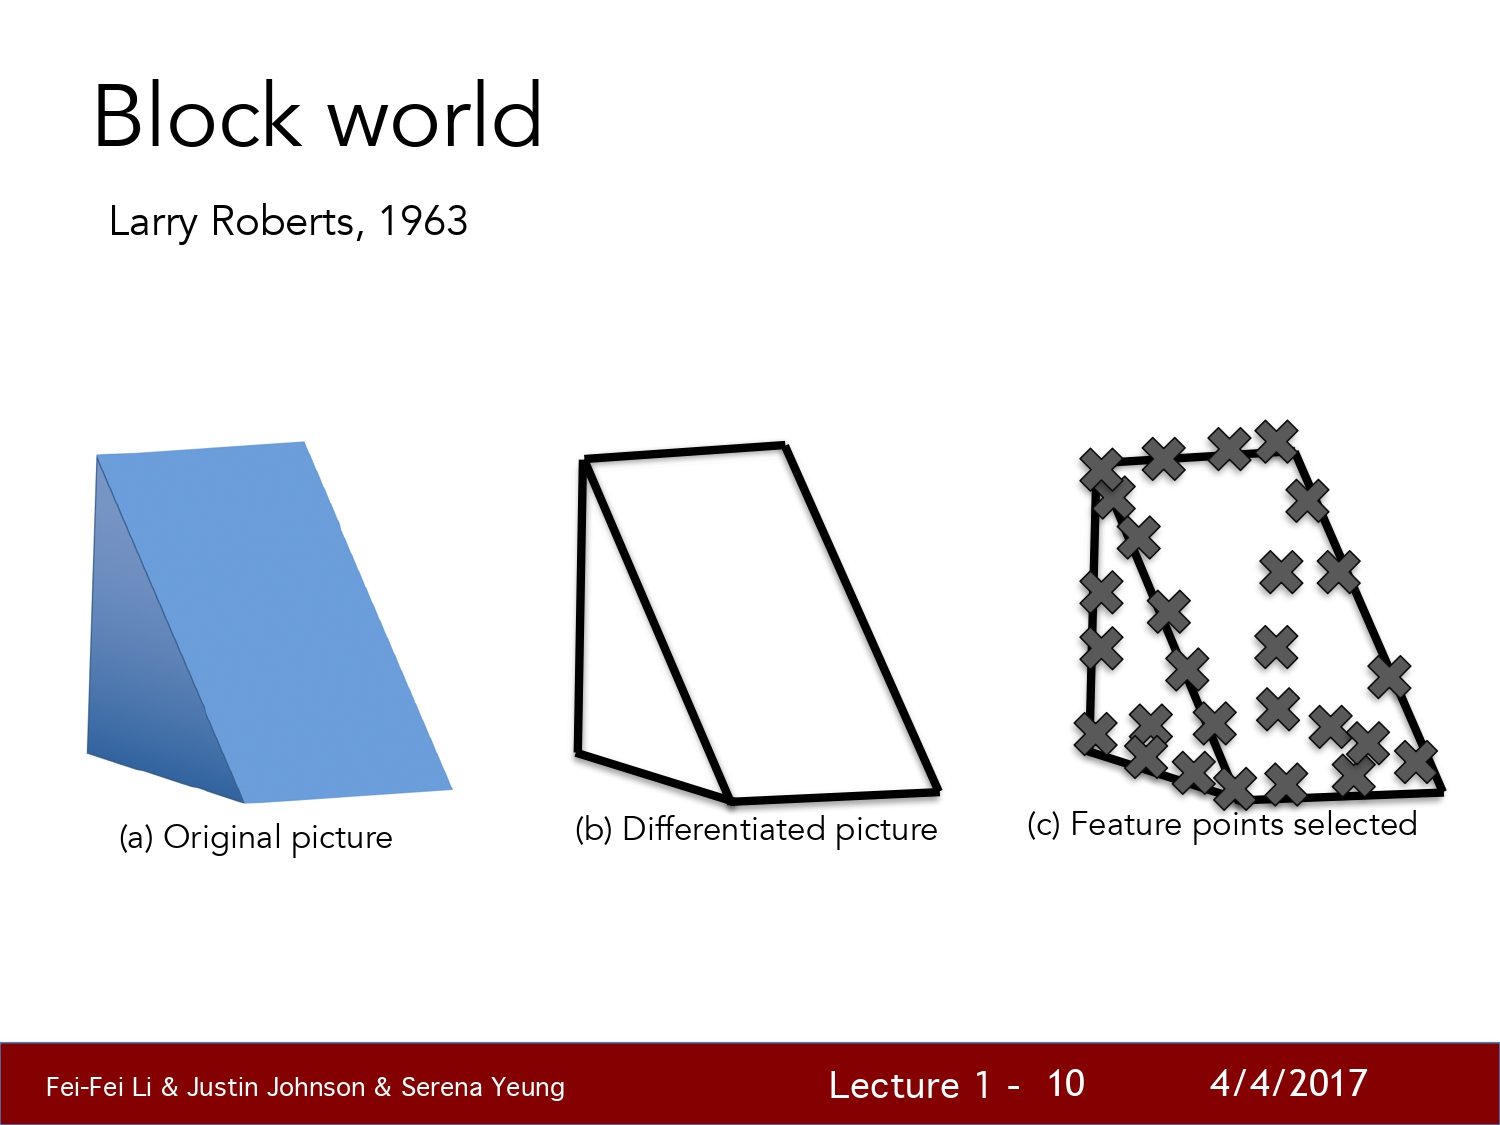 Block world
Larry Roberts, 1963
(a) Original picture
(b) Differentiated picture
(c) Feature points selected
Fei-Fei Li & Justin Johnson & Serena Yeung
Lecture 1 - 10
4/4/2017